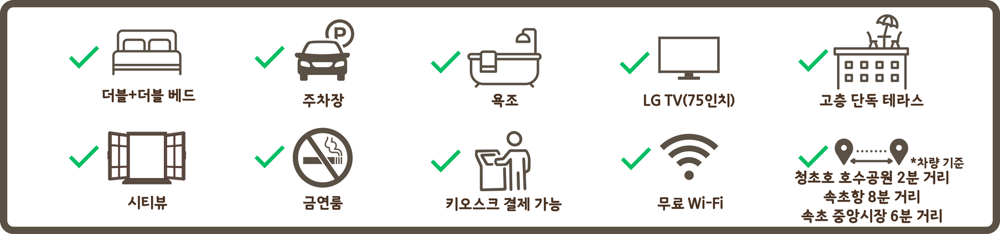 P
더블+더블 베드
주차장
욕조
LG TV(75인치)
고층 단독 테라스
시티뷰
금연룸
키오스크 결제 가능
무료 Wi-Fi
*차량 기준
청초호 호수공원 2분 거리
속초항 8분 거리
속초 중앙시장 6분 거리